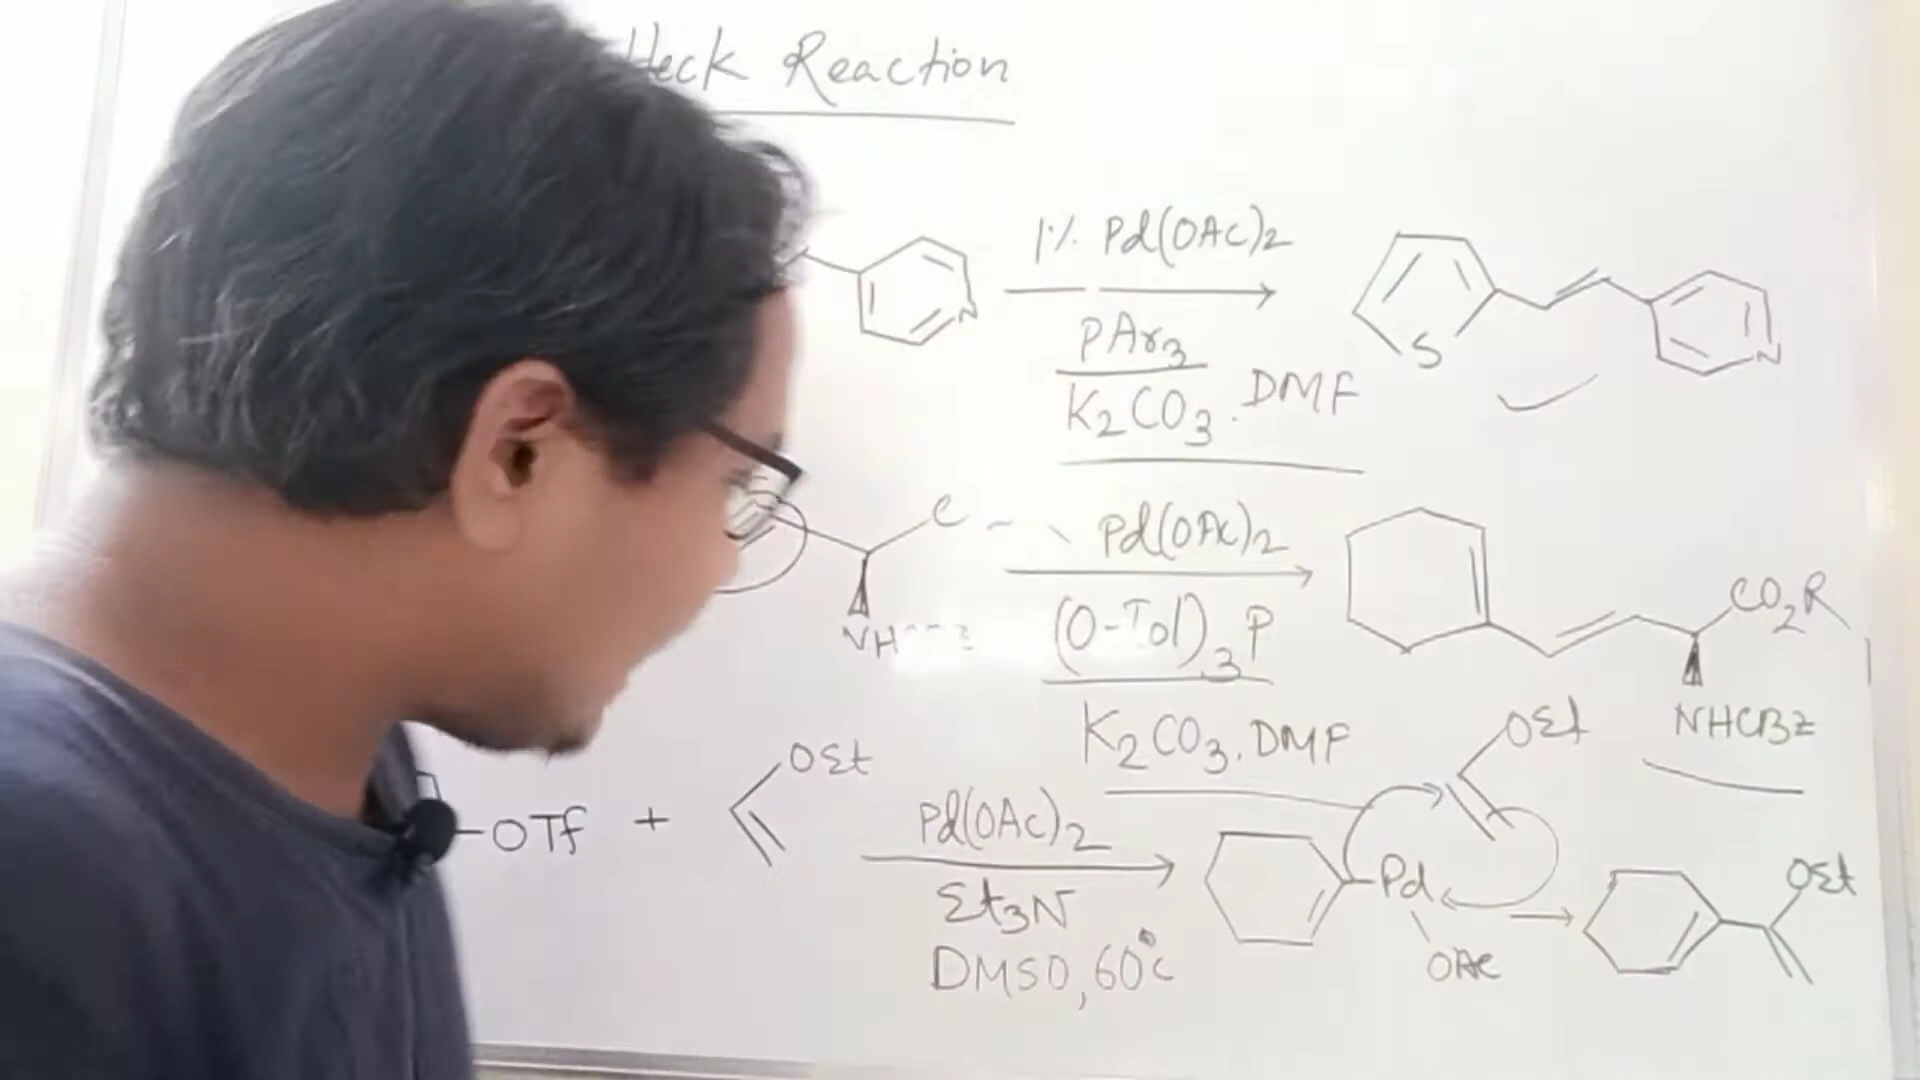 Heck Reaction
N
1% Pd(OAc)2
PAr3
K2CO3. DMF
S
N
NH
Pd(OAc)2
(O-Tol)3P
K2CO3. DMF
CO2R
NHCBz
OTf + OEt
Pd(OAc)2
Et3N
DMSO, 60°C
Pd
OAc
OEt
OEt